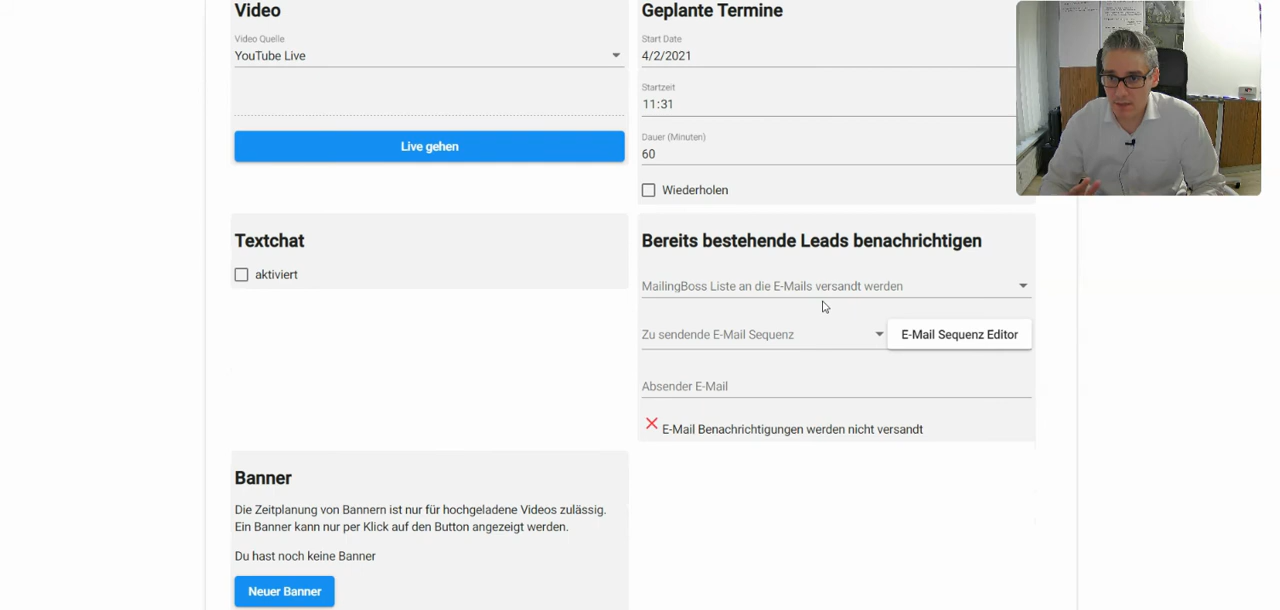 Video
Video Quelle
YouTube Live
Live gehen
Geplante Termine
Start Date
4/2/2021
Startzeit
11:31
Dauer (Minuten)
60
Wiederholen
Textchat
aktiviert
Bereits bestehende Leads benachrichtigen
MailingBoss Liste an die E-Mails versandt werden
Zu sendende E-Mail Sequenz
E-Mail Sequenz Editor
Absender E-Mail
E-Mail Benachrichtigungen werden nicht versandt
Banner
Die Zeitplanung von Bannern ist nur für hochgeladene Videos zulässig.
Ein Banner kann nur per Klick auf den Button angezeigt werden.
Du hast noch keine Banner
Neuer Banner